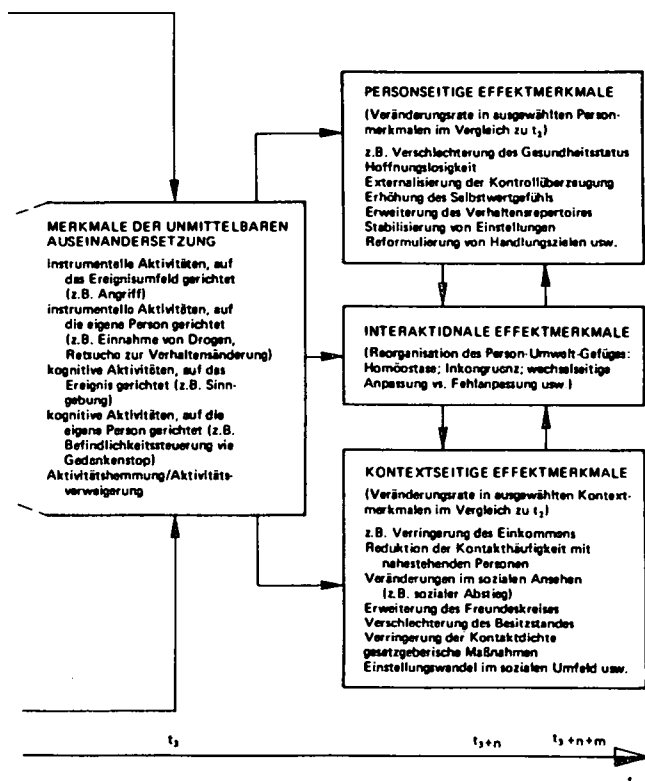 MERKMALE DER UNMITTELBAREN
AUSEINANDERSETZUNG
instrumentelle Aktivitäten, auf
das Ereignisumfeld gerichtet
(z.B. Angriff)
instrumentelle Aktivitäten, auf
die eigene Person gerichtet
(z.B. Einnahme von Drogen,
Retsuche zur Verhaltensänderung)
kognitive Aktivitäten, auf das
Ereignis gerichtet (z.B. Sinn-
gebung)
kognitive Aktivitäten, auf die
eigene Person gerichtet (z.B.
Befindlichkeitssteuerung via
Gedankenstop)
Aktivitätshemmung/Aktivitäts-
verweigerung
PERSONSEITIGE EFFEKTMERKMALE
(Veränderungsrate in ausgewählten Person-
merkmalen im Vergleich zu t₂)
z.B. Verschlechterung des Gesundheitsstatus
Hoffnungslosigkeit
Externalisierung der Kontrollüberzeugung
Erhöhung des Selbstwertgefühls
Erweiterung des Verhaltensrepertoires
Stabilisierung von Einstellungen
Reformulierung von Handlungszielen usw.
INTERAKTIONALE EFFEKTMERKMALE
(Reorganisation des Person-Umwelt-Gefüges:
Homöostase; Inkongruenz; wechselseitige
Anpassung vs. Fehlanpassung usw.)
KONTEXTSEITIGE EFFEKTMERKMALE
(Veränderungsrate in ausgewählten Kontext-
merkmalen im Vergleich zu t₂)
z.B. Verringerung des Einkommens
Reduktion der Kontakthäufigkeit mit
nahestehenden Personen
Veränderungen im sozialen Ansehen
(z.B. sozialer Abstieg)
Erweiterung des Freundeskreises
Verschlechterung des Besitzstandes
Verringerung der Kontaktdichte
gesetzgeberische Maßnahmen
Einstellungswandel im sozialen Umfeld usw.
t₃ t₃₊ₙ t₃₊ₙ₊ₘ